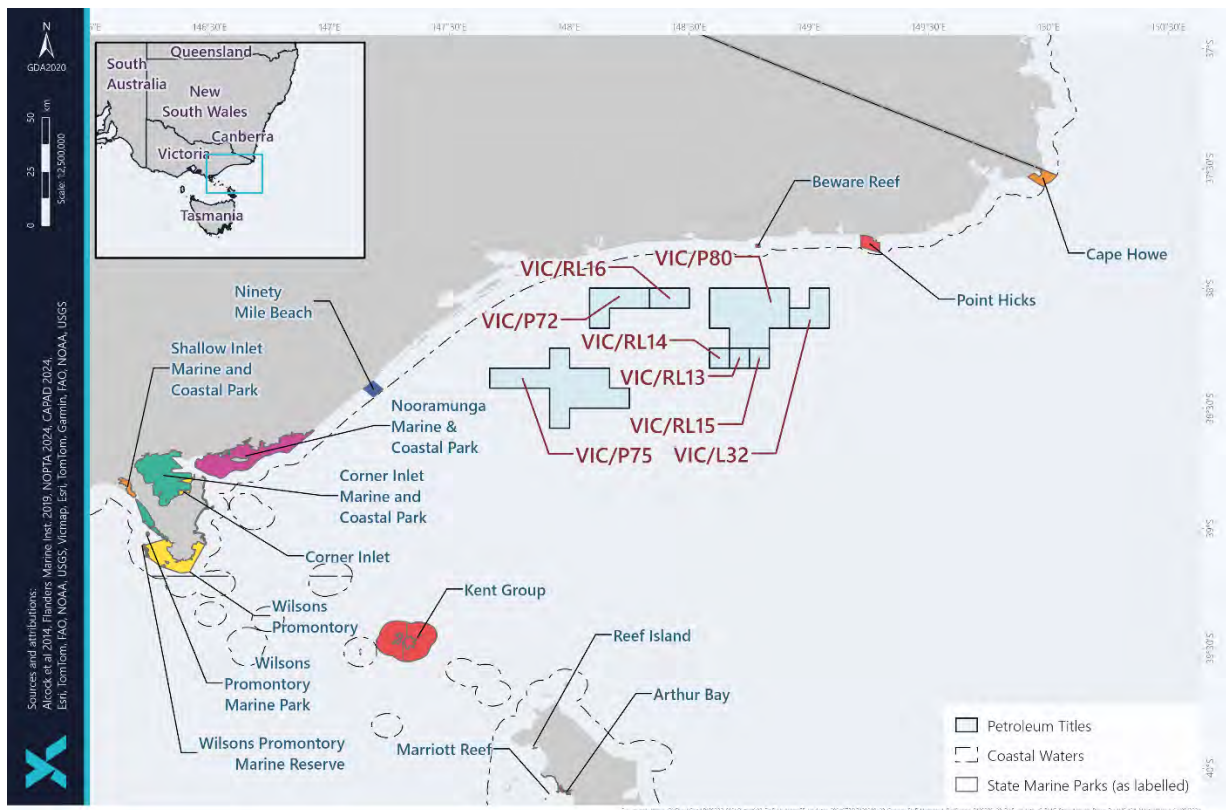 146°30'E
147°E
147°30'E
148°E
148°30'E
149°E
149°30'E
150°E
150°30'E
N
GDA2020
50
km
25
0
Scale: 1:2,500,000
Queensland
South
Australia
New
South Wales
Canberra
Victoria
Tasmania
37°S
37°30'S
38°S
38°30'S
39°S
39°30'S
40°S
Beware Reef
Cape Howe
VIC/P80
VIC/RL16
Point Hicks
Ninety
Mile Beach
VIC/P72
VIC/RL14
Shallow Inlet
Marine and
Coastal Park
VIC/RL13
Nooramunga
Marine &
Coastal Park
VIC/RL15
VIC/P75
VIC/L32
Corner Inlet
Marine and
Coastal Park
Corner Inlet
Kent Group
Wilsons
Promontory
Reef Island
Wilsons
Promontory
Marine Park
Arthur Bay
Wilsons Promontory
Marine Reserve
Marriott Reef
Petroleum Titles
Coastal Waters
State Marine Parks (as labelled)
Sources and attributions:
Alcock et al 2014, Flanders Marine Inst. 2019, NOPTA 2024, CAPAD 2024,
Esri, TomTom, FAO, NOAA, USGS, Vicmap, Esri, TomTom, Garmin, FAO, NOAA, USGS